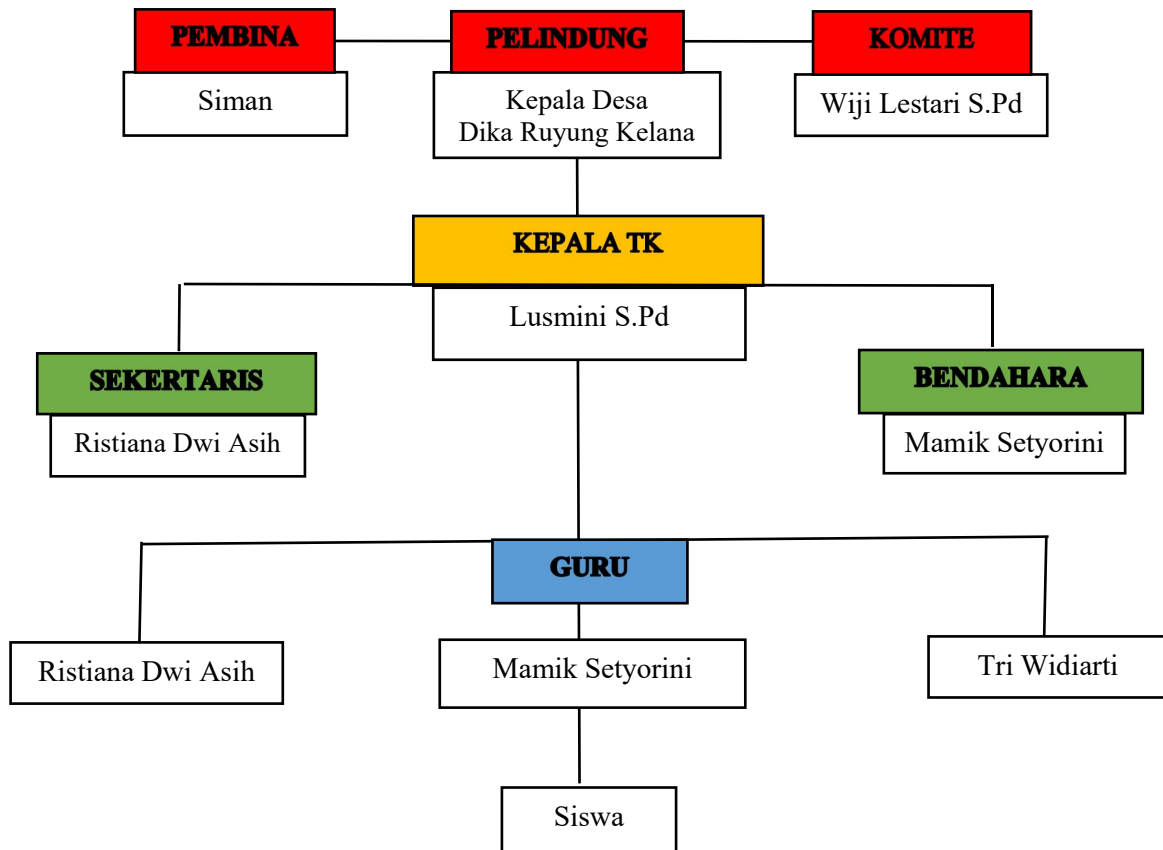 PEMBINA
PELINDUNG
KOMITE
Siman
Kepala Desa
Dika Ruyung Kelana
Wiji Lestari S.Pd
KEPALA TK
Lusmini S.Pd
SEKERTARIS
BENDAHARA
Ristiana Dwi Asih
Mamik Setyorini
GURU
Ristiana Dwi Asih
Mamik Setyorini
Tri Widiarti
Siswa